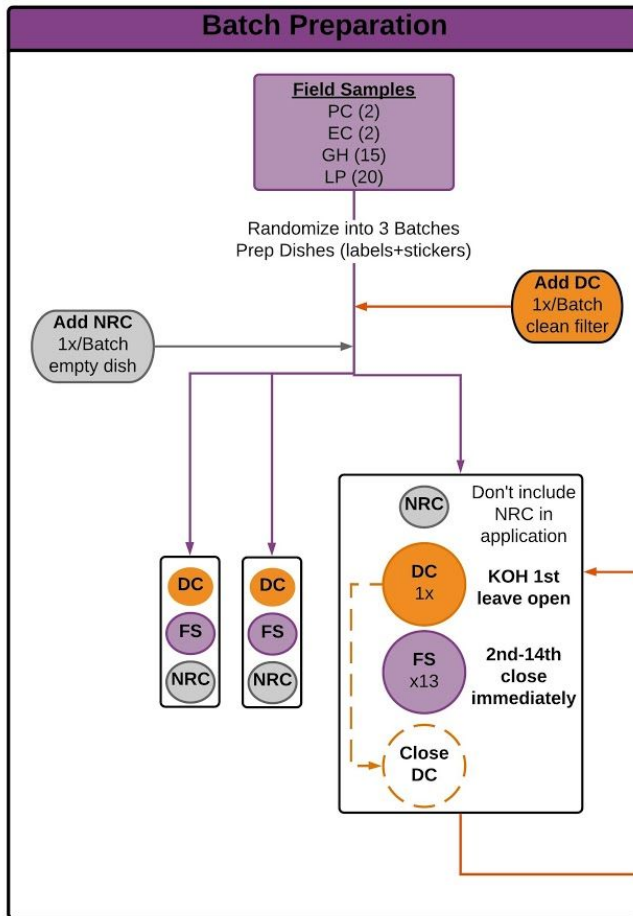 Batch Preparation
Field Samples
PC (2)
EC (2)
GH (15)
LP (20)
Randomize into 3 Batches
Prep Dishes (labels+stickers)
Add DC
1x/Batch
clean filter
Add NRC
1x/Batch
empty dish
DC
FS
NRC
DC
FS
NRC
NRC
Don't include
NRC in
application
DC
1x
KOH 1st
leave open
FS
x13
2nd-14th
close
immediately
Close
DC